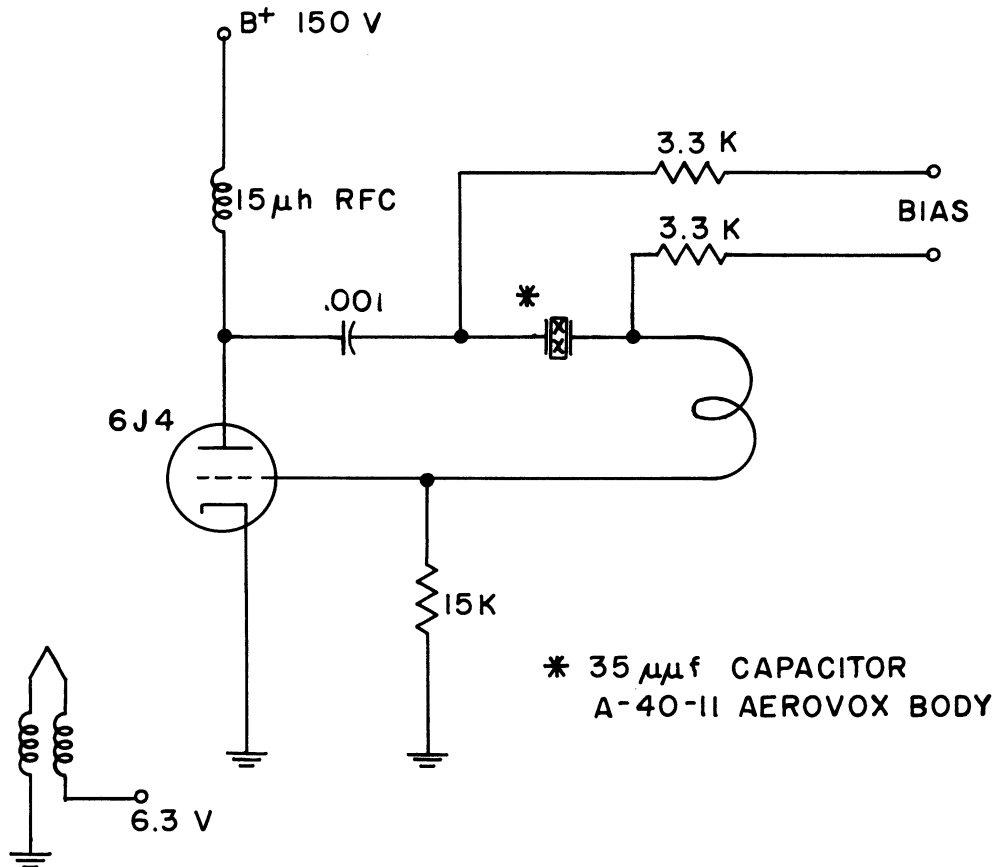 B+ 150 V
3.3 K
15 μh RFC
BIAS
3.3 K
.001
*
6J4
15K
* 35 μμf CAPACITOR
A-40-11 AEROVOX BODY
6.3 V